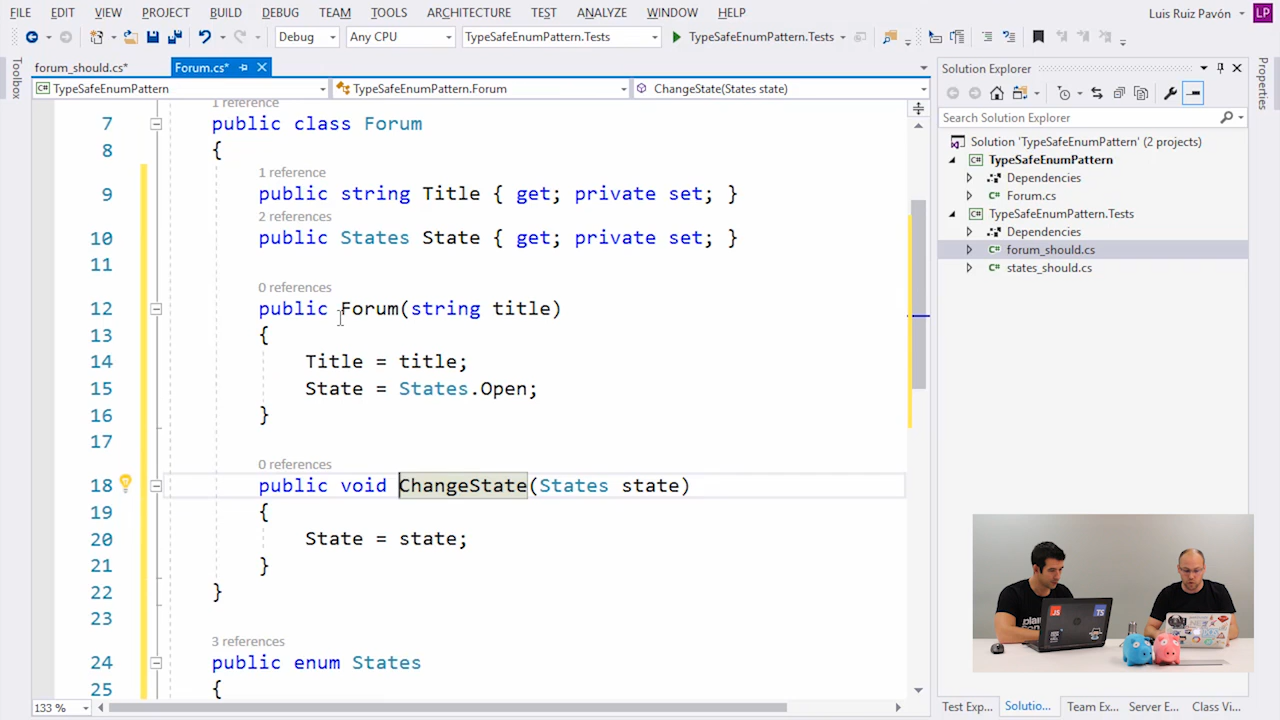 FILE EDIT VIEW PROJECT BUILD DEBUG TEAM TOOLS ARCHITECTURE TEST ANALYZE WINDOW HELP
Luis Ruiz Pavón LP
Debug Any CPU TypeSafeEnumPattern.Tests TypeSafeEnumPattern.Tests
Toolbox
forum_should.cs* Forum.cs*
TypeSafeEnumPattern TypeSafeEnumPattern.Forum ChangeState(States state)
1 reference
7 public class Forum
8 {
1 reference
9 public string Title { get; private set; }
2 references
10 public States State { get; private set; }
11
0 references
12 public Forum(string title)
13 {
14 Title = title;
15 State = States.Open;
16 }
17
0 references
18 public void ChangeState(States state)
19 {
20 State = state;
21 }
22 }
23
3 references
24 public enum States
25 {
133 %
Solution Explorer
Search Solution Explorer
Solution 'TypeSafeEnumPattern' (2 projects)
TypeSafeEnumPattern
Dependencies
C# Forum.cs
TypeSafeEnumPattern.Tests
Dependencies
C# forum_should.cs
C# states_should.cs
Properties
JS TS
Test Exp... Solutio... Team Ex... Server E... Class Vi...